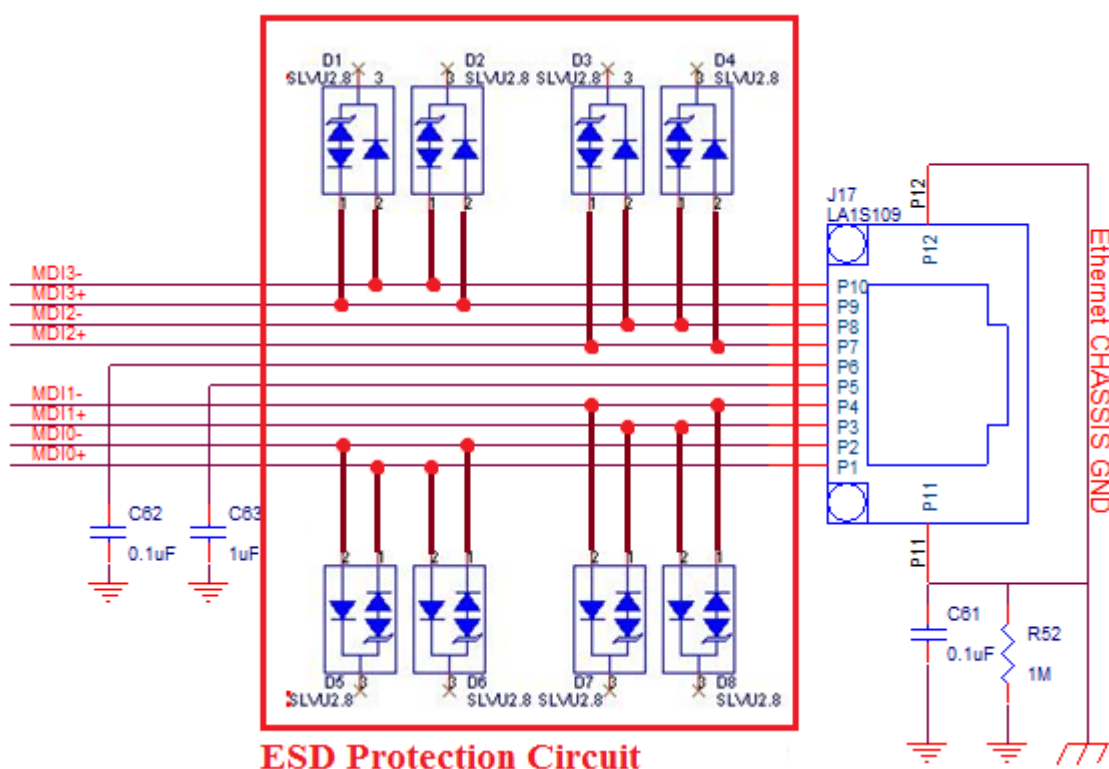 D1
SLVU2.8
3
D2
3
SLVU2.8
D3
SLVU2.8
3
D4
3
SLVU2.8
1
2
1
2
1
2
1
2
J17
LA1S109
P12
P12
Ethernet CHASSIS GND
MDI3-
MDI3+
MDI2-
MDI2+
MDI1-
MDI1+
MDI0-
MDI0+
P10
P9
P8
P7
P6
P5
P4
P3
P2
P1
P11
P11
C62
0.1uF
C63
1uF
2
1
2
1
2
1
2
1
D5
3
SLVU2.8
3
D6
SLVU2.8
D7
3
SLVU2.8
3
D8
SLVU2.8
C61
0.1uF
R52
1M
ESD Protection Circuit